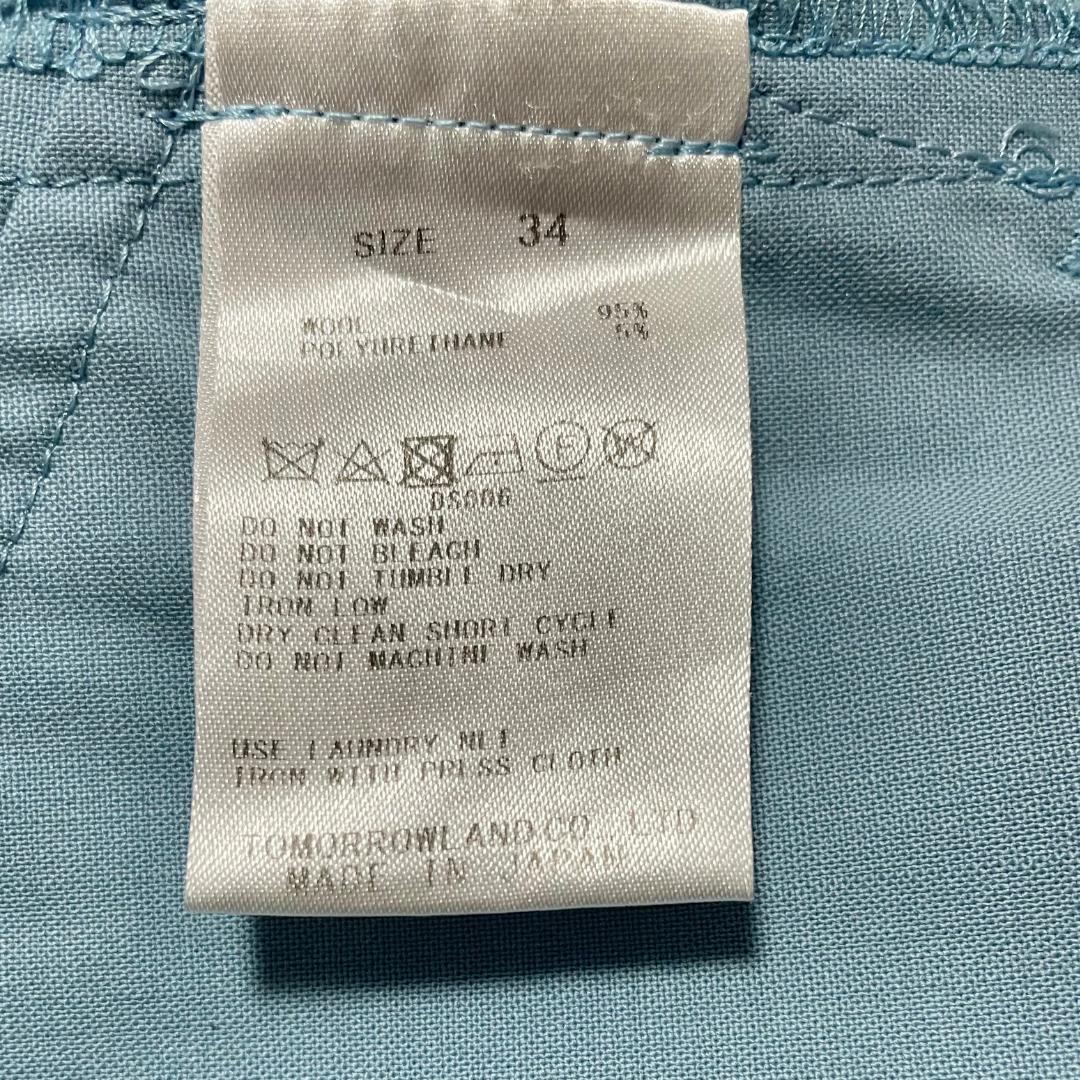 SIZE 34
WOOL 95%
POLYURETHANE 5%
F W
DS006
DO NOT WASH
DO NOT BLEACH
DO NOT TUMBLE DRY
IRON LOW
DRY CLEAN SHORT CYCLE
DO NOT MACHINE WASH
USE LAUNDRY NET
IRON WITH PRESS CLOTH
TOMORROWLAND CO.,LTD
MADE IN JAPAN